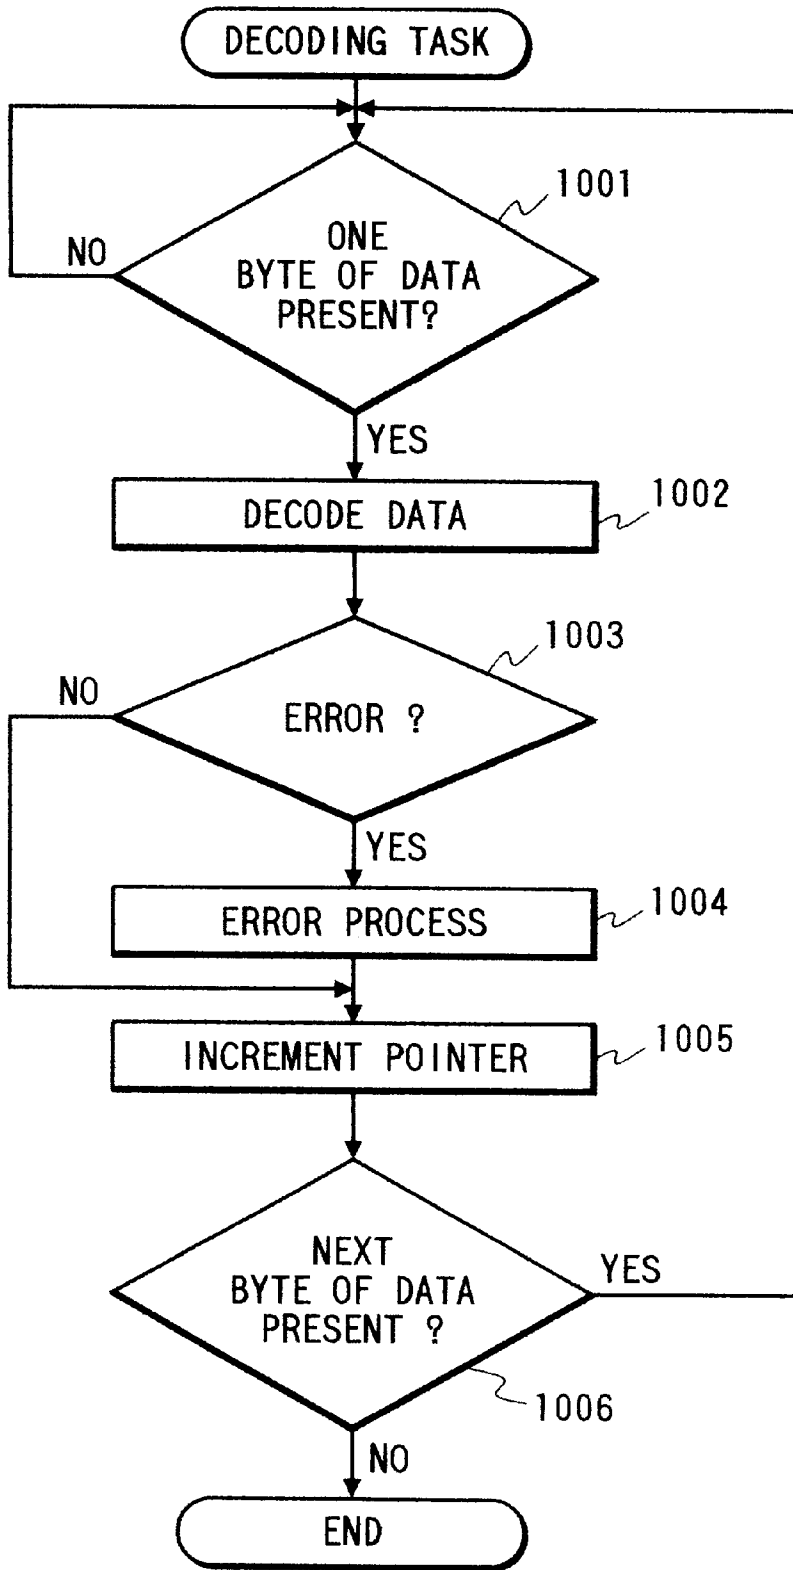 DECODING TASK
1001
ONE
BYTE OF DATA
PRESENT?
NO
YES
1002
DECODE DATA
1003
NO
ERROR ?
YES
1004
ERROR PROCESS
1005
INCREMENT POINTER
NEXT
BYTE OF DATA
PRESENT ?
YES
1006
NO
END